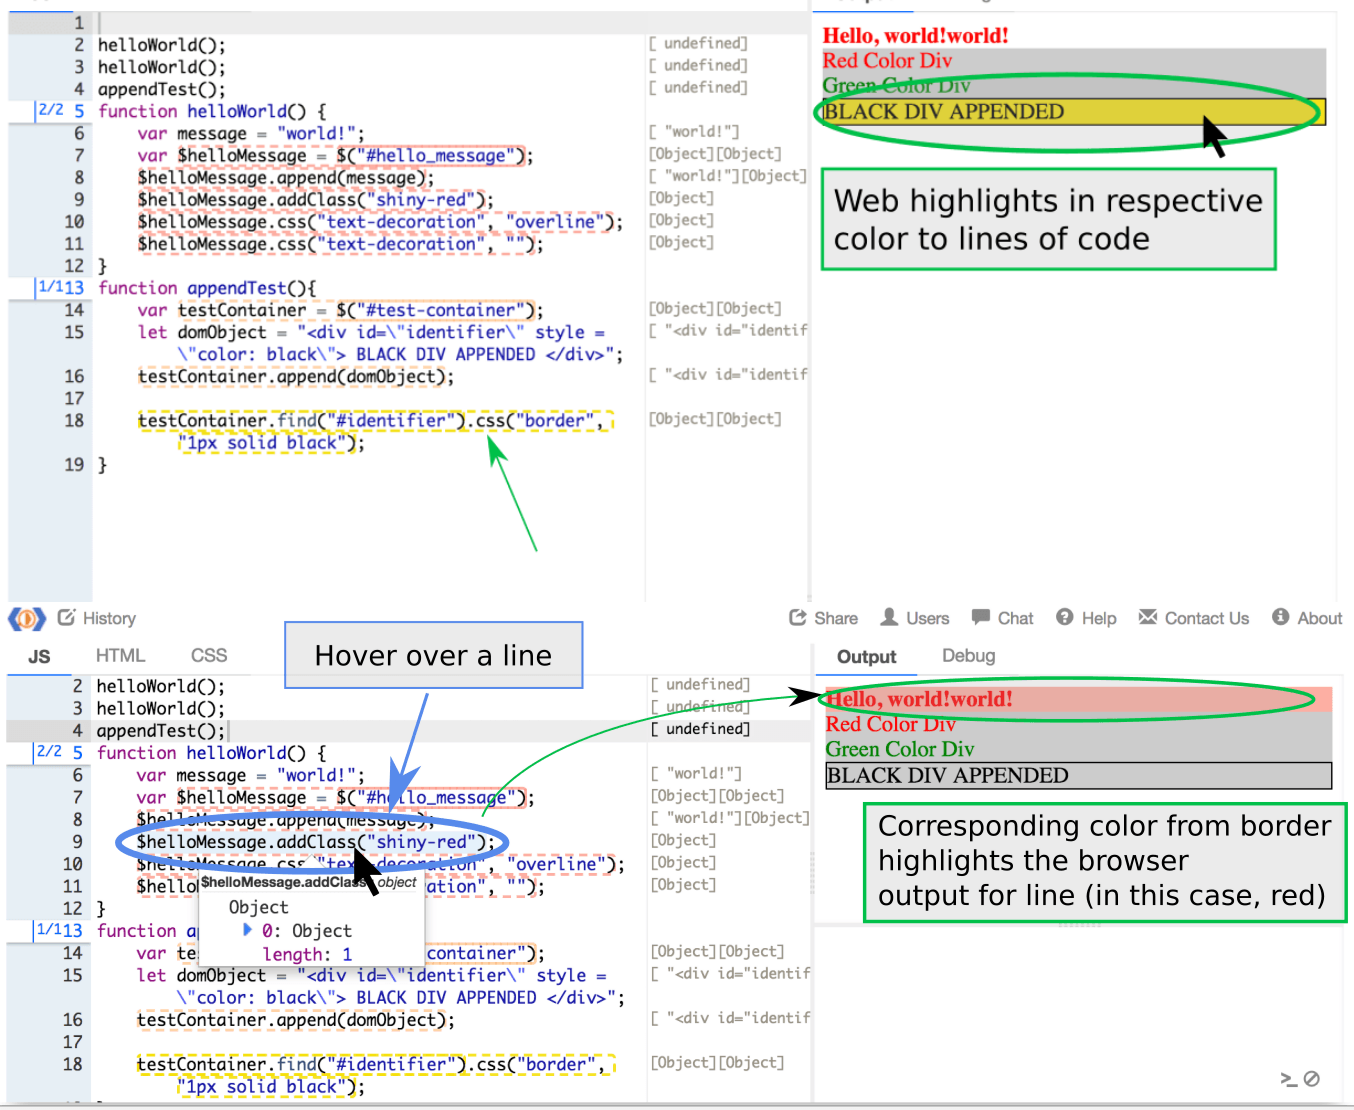 1
2 helloWorld(); [ undefined]
3 helloWorld(); [ undefined]
4 appendTest(); [ undefined]
2/2 5 function helloWorld() {
6 var message = "world!"; [ "world!"]
7 var $helloMessage = $("#hello_message"); [Object][Object]
8 $helloMessage.append(message); [ "world!"][Object]
9 $helloMessage.addClass("shiny-red"); [Object]
10 $helloMessage.css("text-decoration", "overline"); [Object]
11 $helloMessage.css("text-decoration", ""); [Object]
12 }
1/1 13 function appendTest(){
14 var testContainer = $("#test-container"); [Object][Object]
15 let domObject = "<div id=\"identifier\" style = [ "<div id="identif
\"color: black\"> BLACK DIV APPENDED </div>";
16 testContainer.append(domObject); [ "<div id="identif
17
18 testContainer.find("#identifier").css("border", [Object][Object]
"1px solid black");
19 }
Hello, world!world!
Red Color Div
Green Color Div
BLACK DIV APPENDED
Web highlights in respective
color to lines of code
History
Share Users Chat Help Contact Us About
JS HTML CSS
Hover over a line
Output Debug
2 helloWorld(); [ undefined]
3 helloWorld(); [ undefined]
4 appendTest(); [ undefined]
2/2 5 function helloWorld() {
6 var message = "world!"; [ "world!"]
7 var $helloMessage = $("#hello_message"); [Object][Object]
8 $helloMessage.append(message); [ "world!"][Object]
9 $helloMessage.addClass("shiny-red"); [Object]
10 $helloMessage.css("text-decoration", "overline"); [Object]
11 $hello ation", ""); [Object]
12 }
1/1 13 function a
14 var te container"); [Object][Object]
15 let domObject = "<div id=\"identifier\" style = [ "<div id="identif
\"color: black\"> BLACK DIV APPENDED </div>";
16 testContainer.append(domObject); [ "<div id="identif
17
18 testContainer.find("#identifier").css("border", [Object][Object]
"1px solid black");
$helloMessage.addClass object
Object
0: Object
length: 1
Hello, world!world!
Red Color Div
Green Color Div
BLACK DIV APPENDED
Corresponding color from border
highlights the browser
output for line (in this case, red)
>_